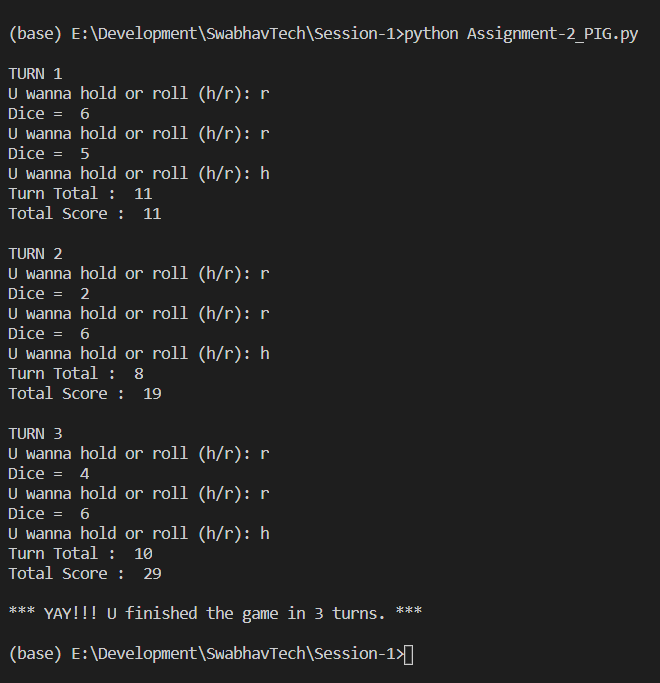 (base) E:\Development\SwabhavTech\Session-1>python Assignment-2_PIG.py
TURN 1
U wanna hold or roll (h/r): r
Dice =  6
U wanna hold or roll (h/r): r
Dice =  5
U wanna hold or roll (h/r): h
Turn Total :  11
Total Score :  11
TURN 2
U wanna hold or roll (h/r): r
Dice =  2
U wanna hold or roll (h/r): r
Dice =  6
U wanna hold or roll (h/r): h
Turn Total :  8
Total Score :  19
TURN 3
U wanna hold or roll (h/r): r
Dice =  4
U wanna hold or roll (h/r): r
Dice =  6
U wanna hold or roll (h/r): h
Turn Total :  10
Total Score :  29
*** YAY!!! U finished the game in 3 turns. ***
(base) E:\Development\SwabhavTech\Session-1>